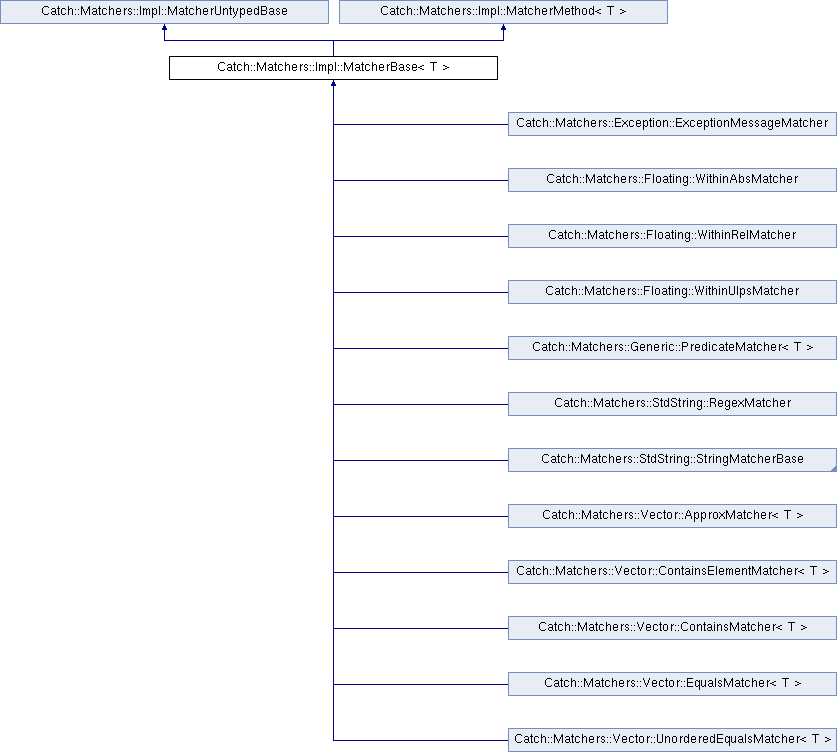 Catch::Matchers::Impl::MatcherUntypedBase
Catch::Matchers::Impl::MatcherMethod< T >
Catch::Matchers::Impl::MatcherBase< T >
Catch::Matchers::Exception::ExceptionMessageMatcher
Catch::Matchers::Floating::WithinAbsMatcher
Catch::Matchers::Floating::WithinRelMatcher
Catch::Matchers::Floating::WithinUlpsMatcher
Catch::Matchers::Generic::PredicateMatcher< T >
Catch::Matchers::StdString::RegexMatcher
Catch::Matchers::StdString::StringMatcherBase
Catch::Matchers::Vector::ApproxMatcher< T >
Catch::Matchers::Vector::ContainsElementMatcher< T >
Catch::Matchers::Vector::ContainsMatcher< T >
Catch::Matchers::Vector::EqualsMatcher< T >
Catch::Matchers::Vector::UnorderedEqualsMatcher< T >